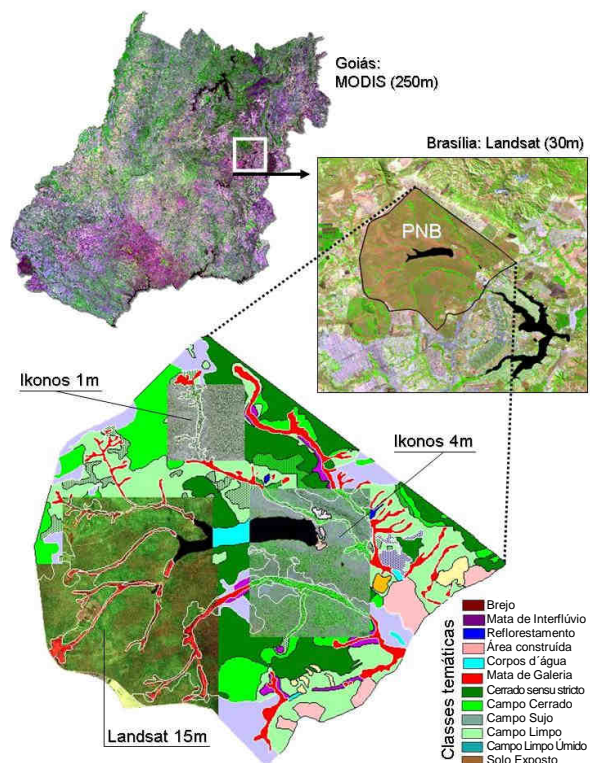 Goiás:
MODIS (250m)
Brasília: Landsat (30m)
PNB
Ikonos 1m
Ikonos 4m
Landsat 15m
Classes temáticas
Brejo
Mata de Interflúvio
Reflorestamento
Área construída
Corpos d´água
Mata de Galeria
Cerrado sensu stricto
Campo Cerrado
Campo Sujo
Campo Limpo
Campo Limpo Úmido
Solo Exposto